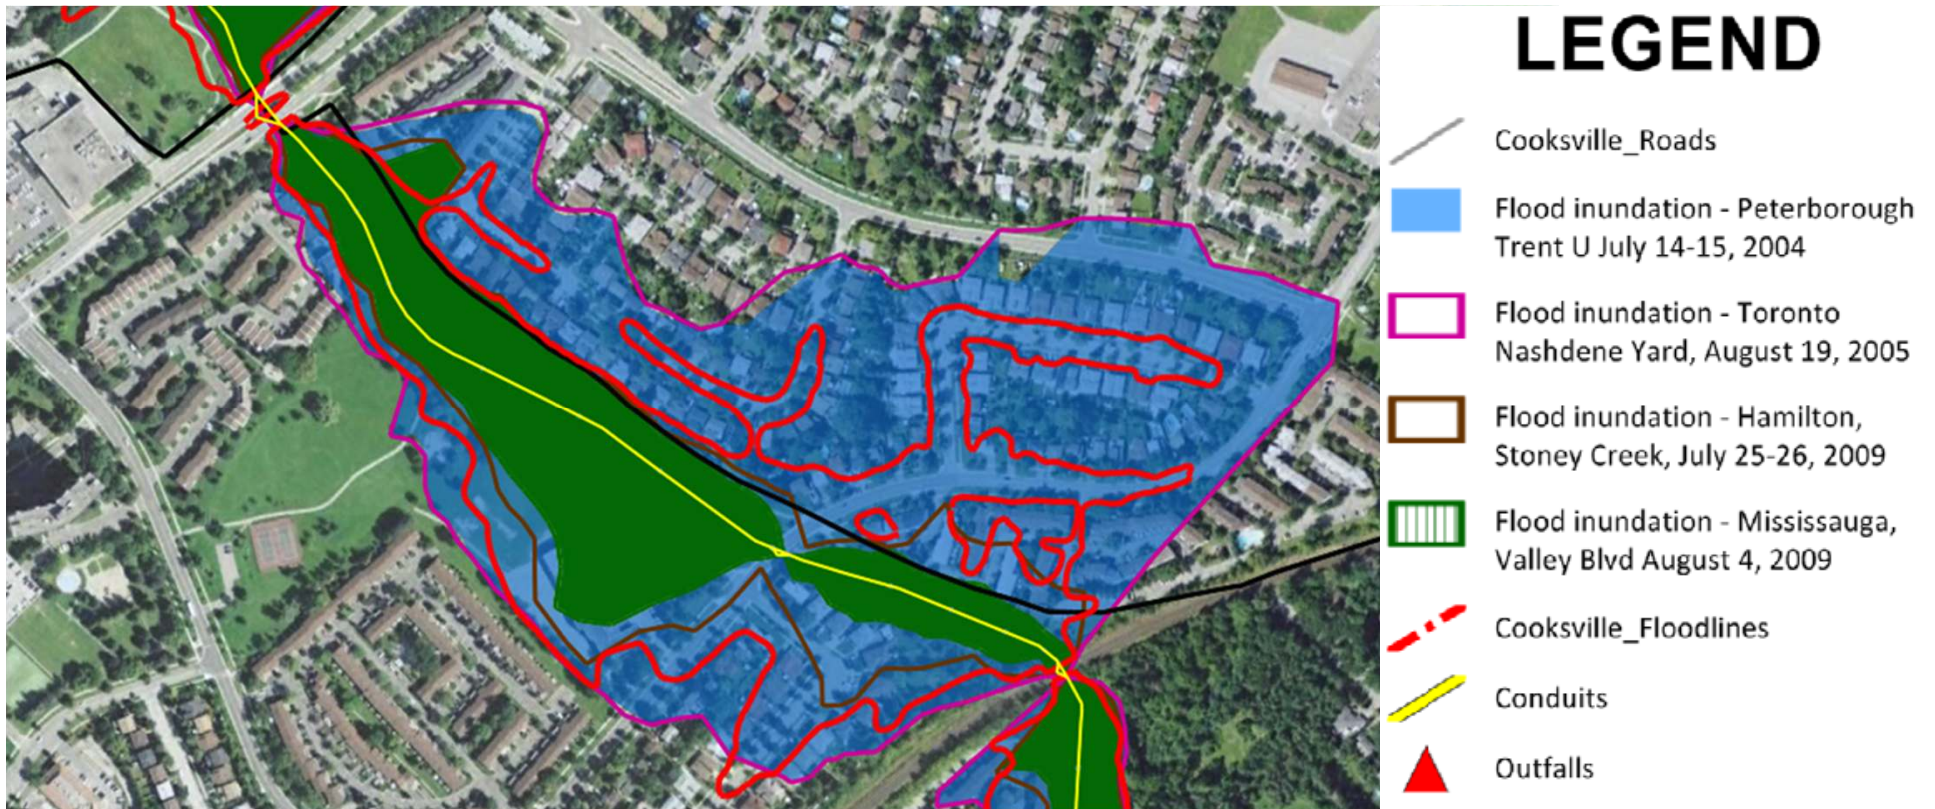 LEGEND
Cooksville_Roads
Flood inundation - Peterborough
Trent U July 14-15, 2004
Flood inundation - Toronto
Nashdene Yard, August 19, 2005
Flood inundation - Hamilton,
Stoney Creek, July 25-26, 2009
Flood inundation - Mississauga,
Valley Blvd August 4, 2009
Cooksville_Floodlines
Conduits
Outfalls